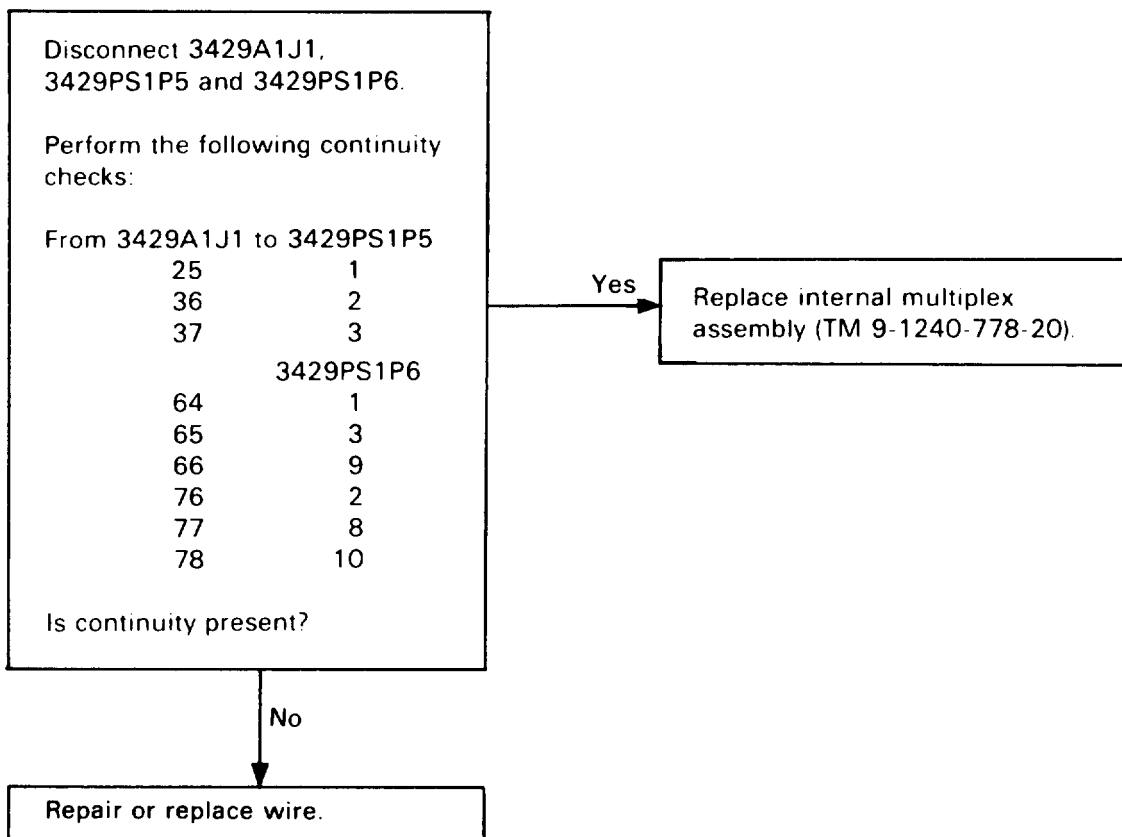 Disconnect 3429A1J1,
3429PS1P5 and 3429PS1P6.
Perform the following continuity
checks:
From 3429A1J1 to 3429PS1P5
25 1
36 2
37 3
3429PS1P6
64 1
65 3
66 9
76 2
77 8
78 10
Is continuity present?
Yes
Replace internal multiplex
assembly (TM 9-1240-778-20).
No
Repair or replace wire.